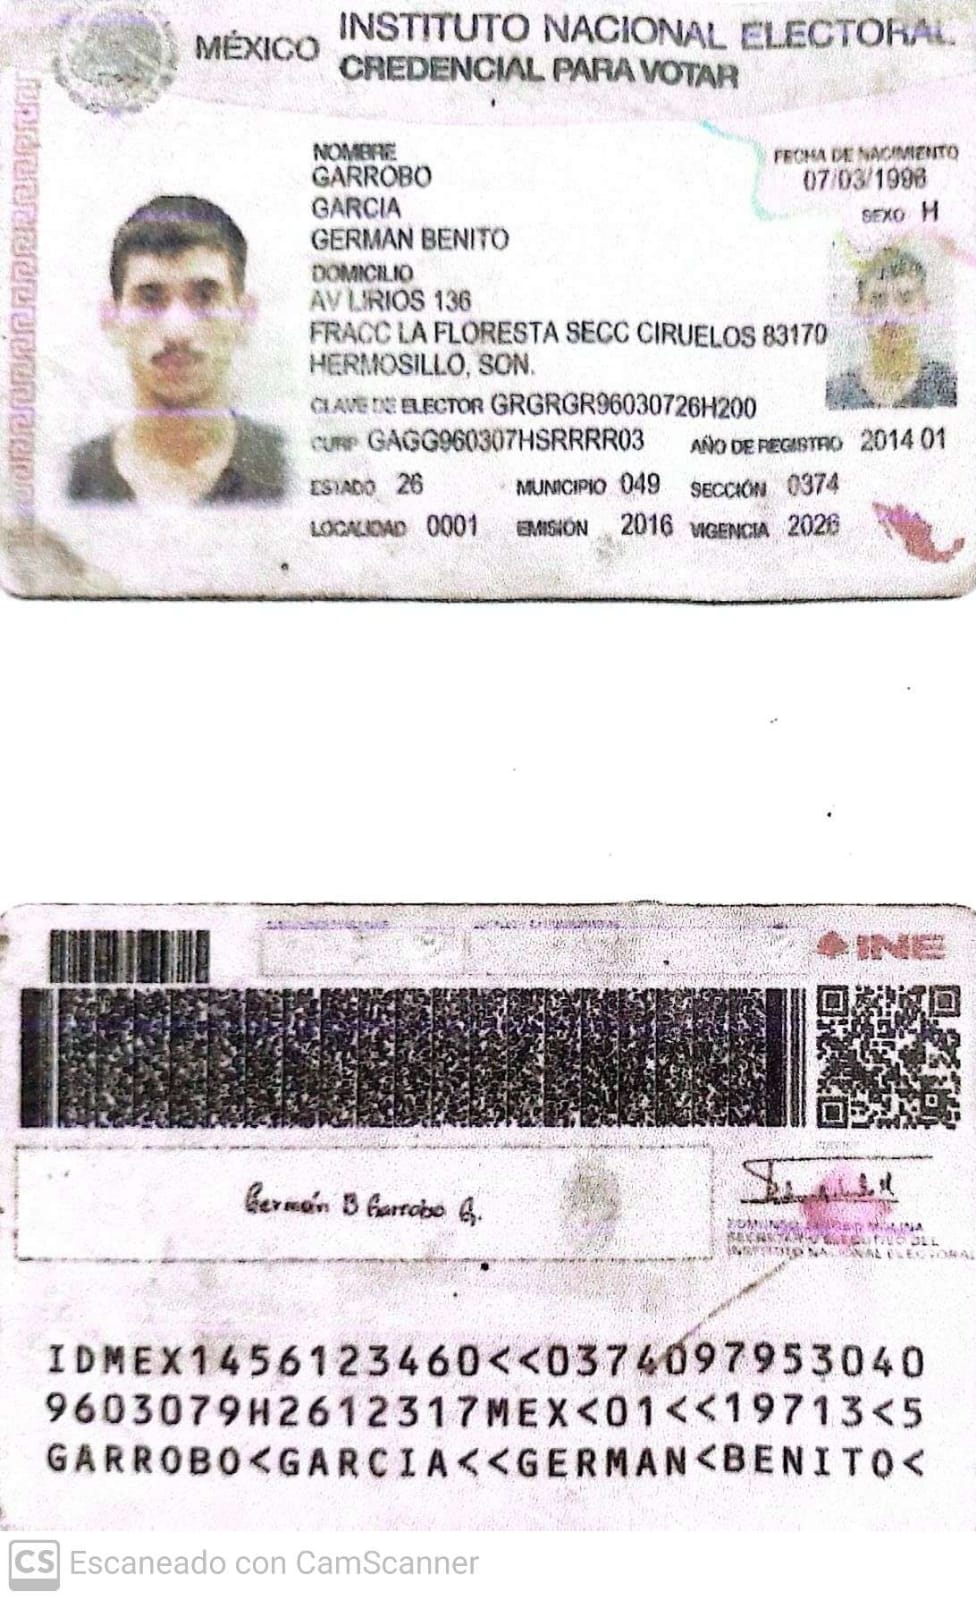 MÉXICO
INSTITUTO NACIONAL ELECTORAL
CREDENCIAL PARA VOTAR
NOMBRE
GARROBO
GARCIA
GERMAN BENITO
FECHA DE NACIMIENTO
07/03/1996
SEXO H
DOMICILIO
AV LIRIOS 136
FRACC LA FLORESTA SECC CIRUELOS 83170
HERMOSILLO, SON.
CLAVE DE ELECTOR GRGRGR96030726H200
CURP GAGG960307HSRRRR03 AÑO DE REGISTRO 2014 01
ESTADO 26 MUNICIPIO 049 SECCIÓN 0374
LOCALIDAD 0001 EMISIÓN 2016 VIGENCIA 2026
INE
Germán B Garrobo G.
SECRETARIO EJECUTIVO DEL
INSTITUTO NACIONAL ELECTORAL
IDMEX1456123460<<0374097953040
9603079H2612317MEX<01<<19713<5
GARROBO<GARCIA<<GERMAN<BENITO<
CS Escaneado con CamScanner